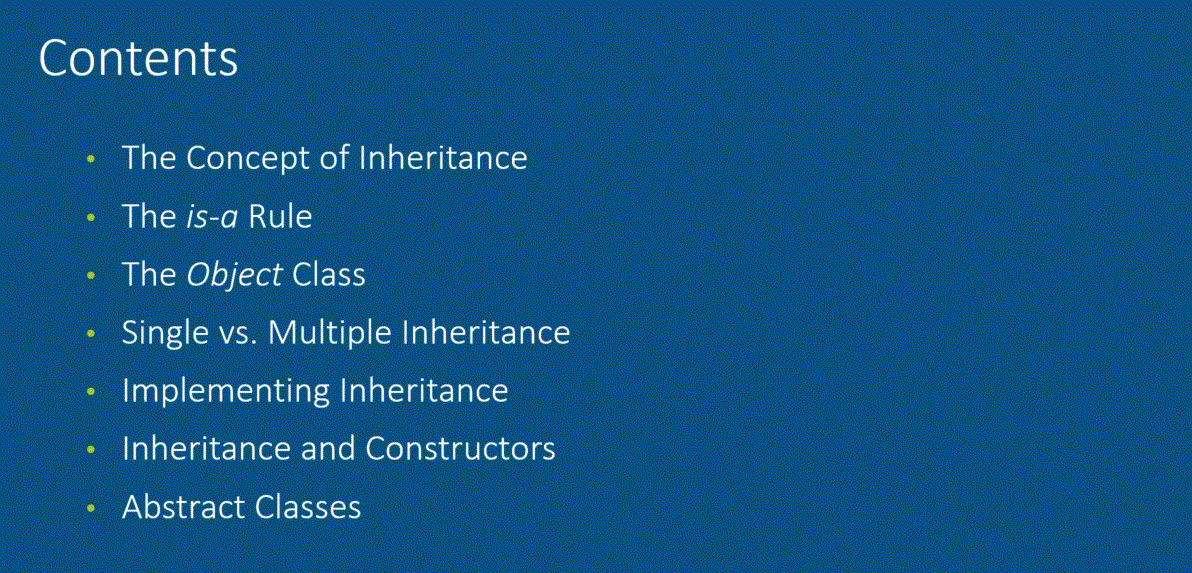 Contents
• The Concept of Inheritance
• The is-a Rule
• The Object Class
• Single vs. Multiple Inheritance
• Implementing Inheritance
• Inheritance and Constructors
• Abstract Classes